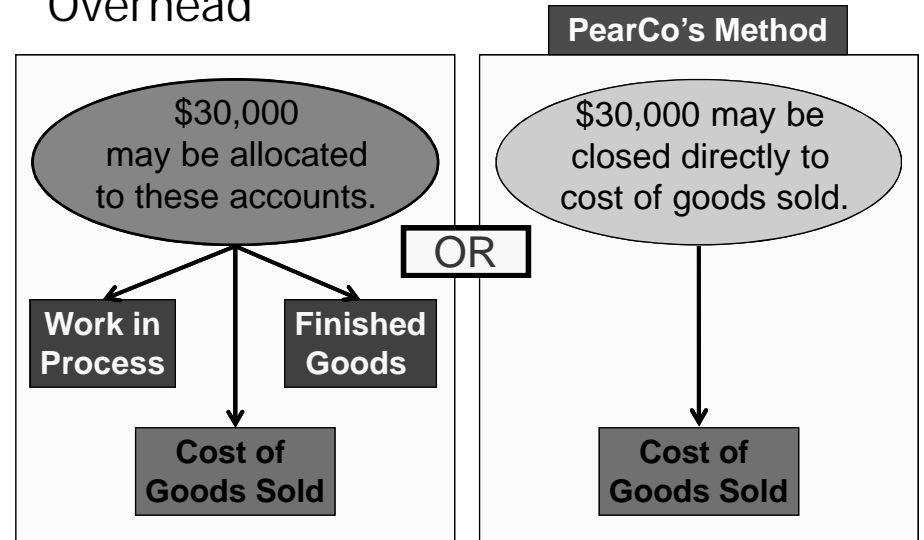 Overhead
PearCo's Method
$30,000
may be allocated
to these accounts.
OR
$30,000 may be
closed directly to
cost of goods sold.
Work in
Process
Finished
Goods
Cost of
Goods Sold
Cost of
Goods Sold